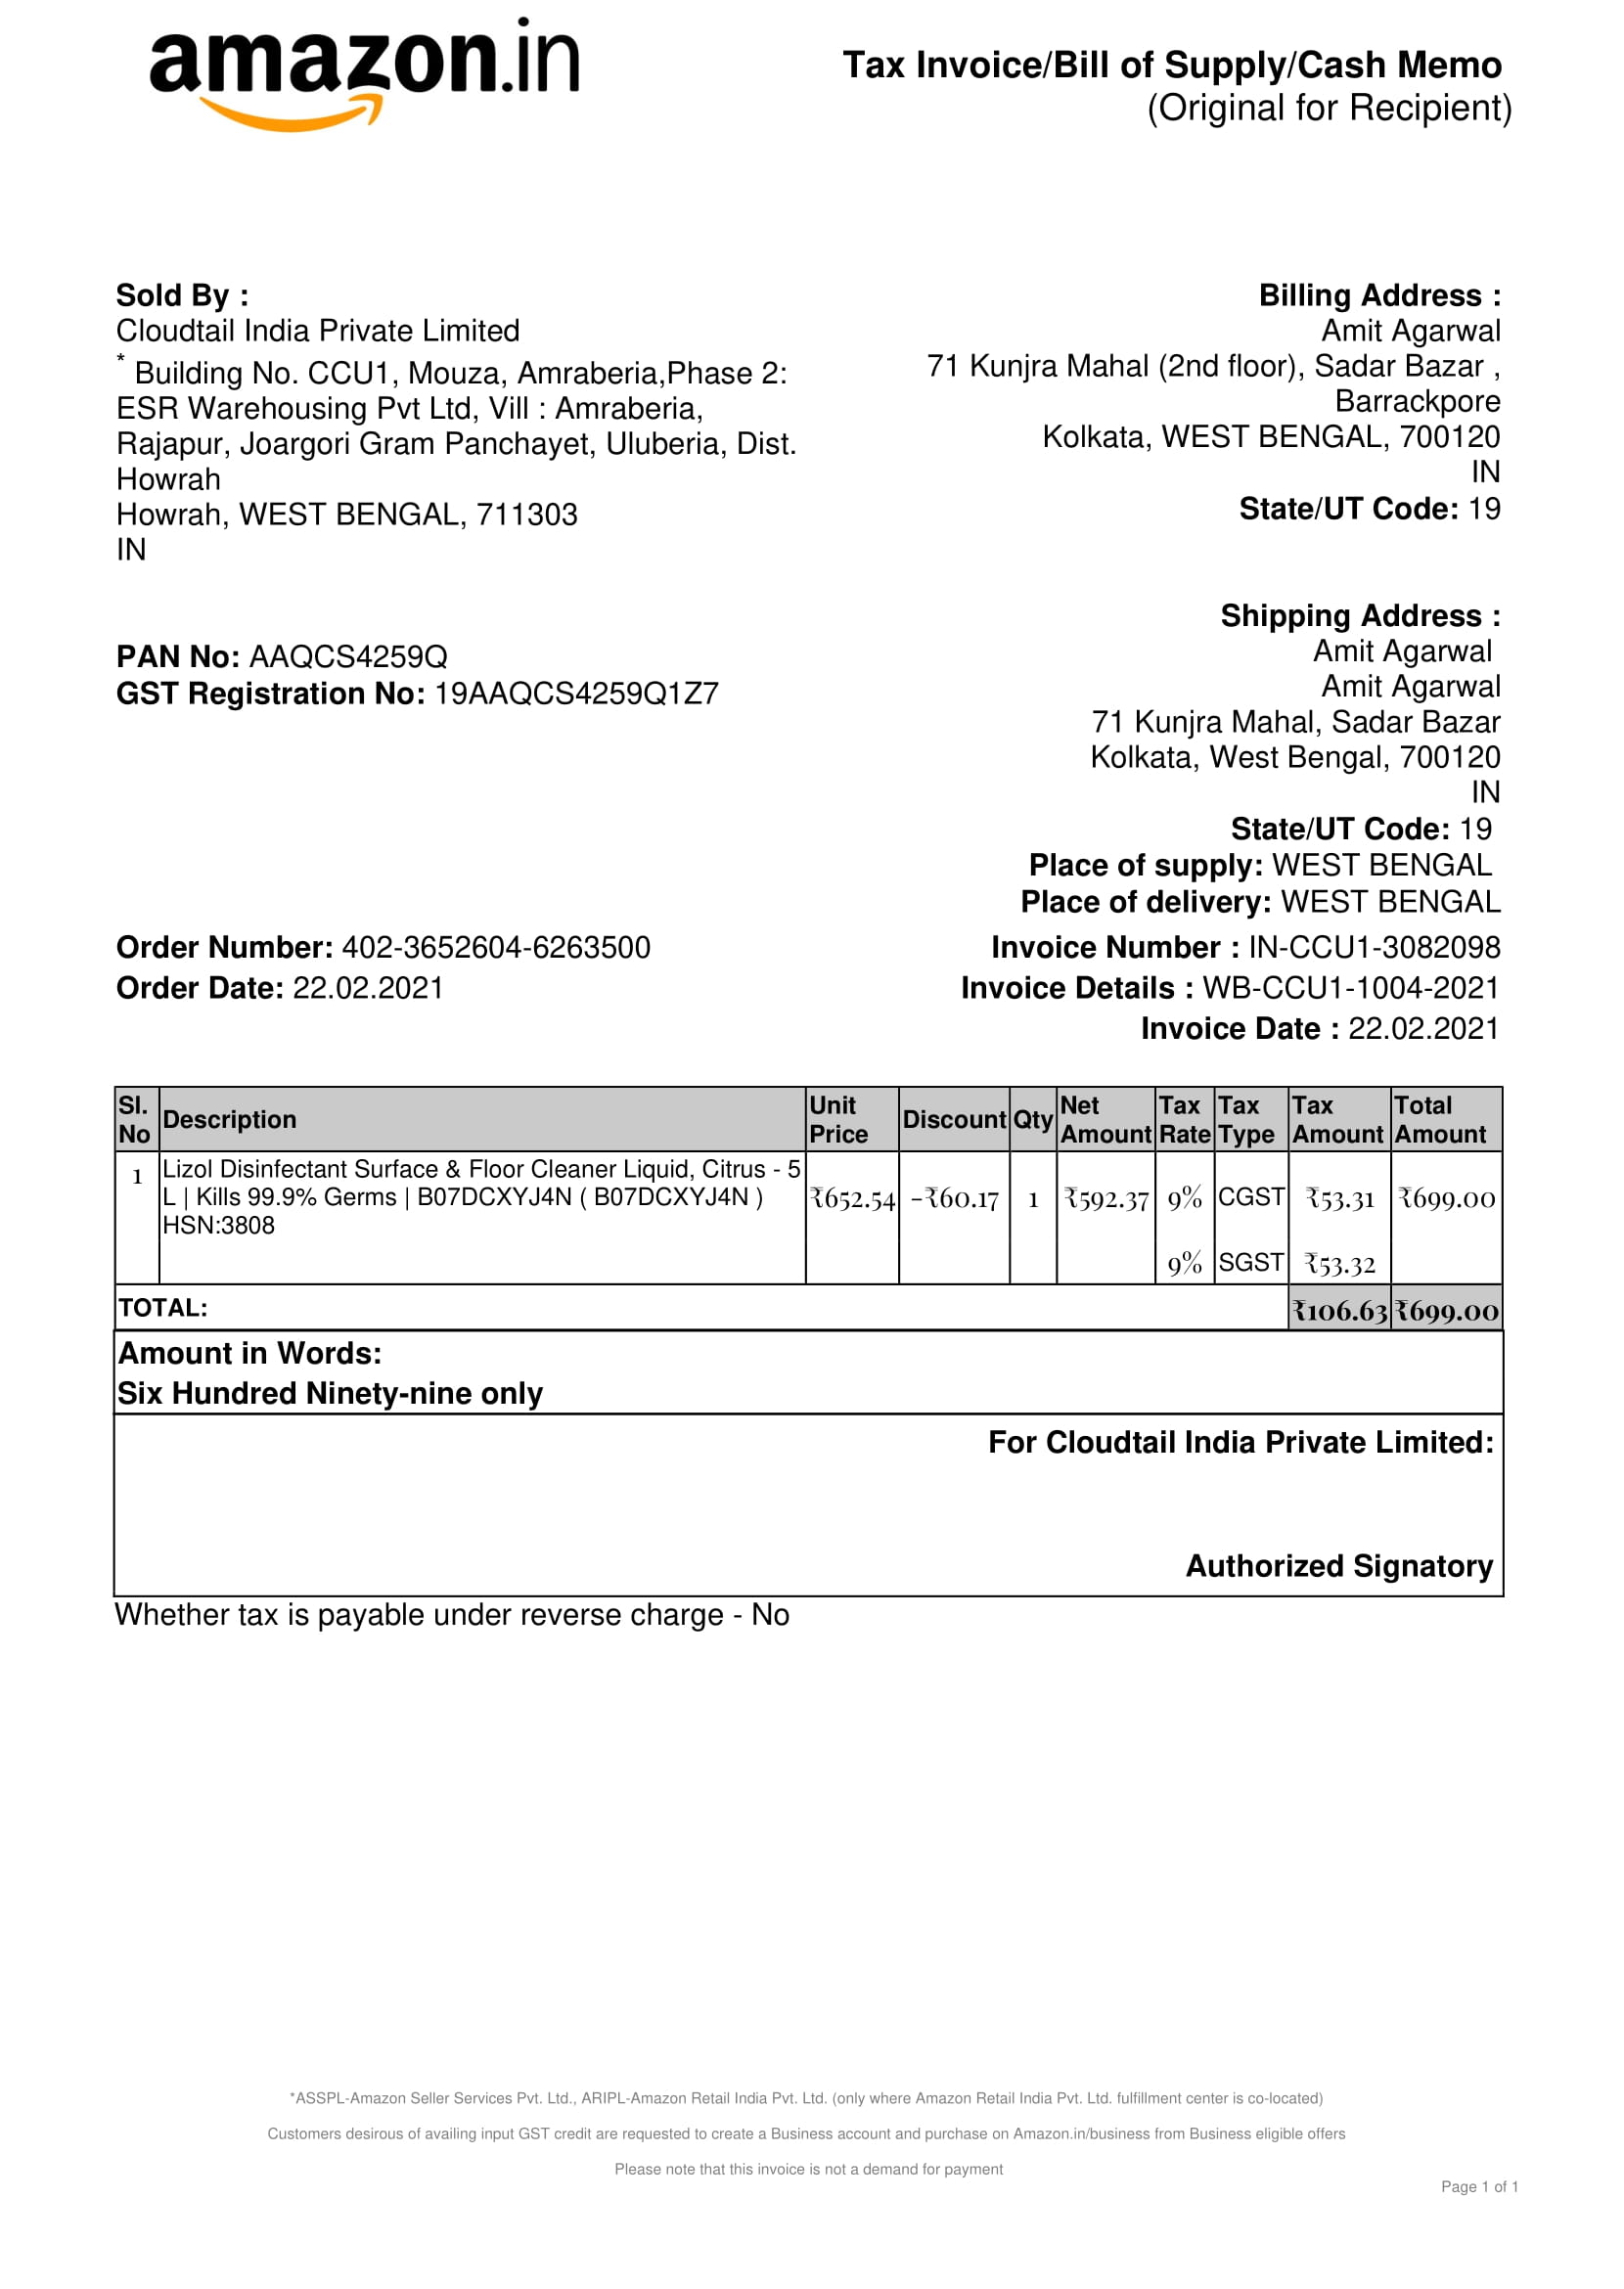 amazon.in
Tax Invoice/Bill of Supply/Cash Memo
(Original for Recipient)
Sold By :
Cloudtail India Private Limited
* Building No. CCU1, Mouza, Amraberia,Phase 2:
ESR Warehousing Pvt Ltd, Vill : Amraberia,
Rajapur, Joargori Gram Panchayet, Uluberia, Dist.
Howrah
Howrah, WEST BENGAL, 711303
IN
Billing Address :
Amit Agarwal
71 Kunjra Mahal (2nd floor), Sadar Bazar ,
Barrackpore
Kolkata, WEST BENGAL, 700120
IN
State/UT Code: 19
PAN No: AAQCS4259Q
GST Registration No: 19AAQCS4259Q1Z7
Shipping Address :
Amit Agarwal
Amit Agarwal
71 Kunjra Mahal, Sadar Bazar
Kolkata, West Bengal, 700120
IN
State/UT Code: 19
Place of supply: WEST BENGAL
Place of delivery: WEST BENGAL
Order Number: 402-3652604-6263500
Order Date: 22.02.2021
Invoice Number : IN-CCU1-3082098
Invoice Details : WB-CCU1-1004-2021
Invoice Date : 22.02.2021
Sl. No Description Unit Price Discount Qty Net Amount Tax Rate Tax Type Tax Amount Total Amount
1 Lizol Disinfectant Surface & Floor Cleaner Liquid, Citrus - 5
L | Kills 99.9% Germs | B07DCXYJ4N ( B07DCXYJ4N ) ₹652.54 -₹60.17 1 ₹592.37 9% CGST ₹53.31 ₹699.00
HSN:3808
9% SGST ₹53.32
TOTAL: ₹106.63 ₹699.00
Amount in Words:
Six Hundred Ninety-nine only
For Cloudtail India Private Limited:
Authorized Signatory
Whether tax is payable under reverse charge - No
*ASSPL-Amazon Seller Services Pvt. Ltd., ARIPL-Amazon Retail India Pvt. Ltd. (only where Amazon Retail India Pvt. Ltd. fulfillment center is co-located)
Customers desirous of availing input GST credit are requested to create a Business account and purchase on Amazon.in/business from Business eligible offers
Please note that this invoice is not a demand for payment
Page 1 of 1